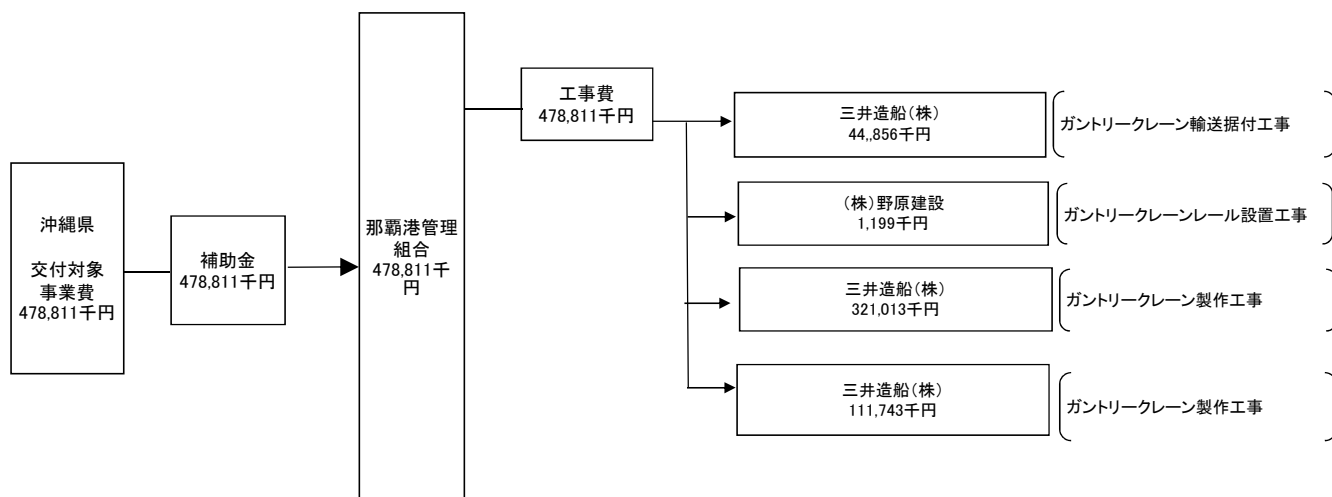 沖縄県
交付対象
事業費
478,811千円
補助金
478,811千円
那覇港管理
組合
478,811千
円
工事費
478,811千円
三井造船(株)
44,,856千円
ガントリークレーン輸送据付工事
(株)野原建設
1,199千円
ガントリークレーンレール設置工事
三井造船(株)
321,013千円
ガントリークレーン製作工事
三井造船(株)
111,743千円
ガントリークレーン製作工事